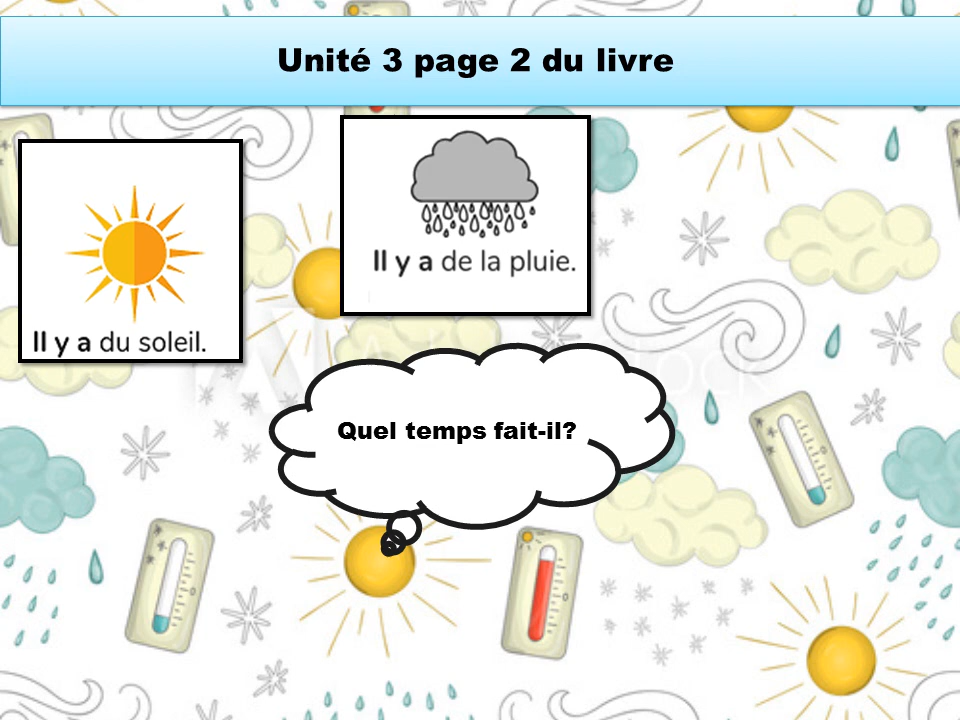 Unité 3 page 2 du livre
Il y a de la pluie.
Il y a du soleil.
Quel temps fait-il?